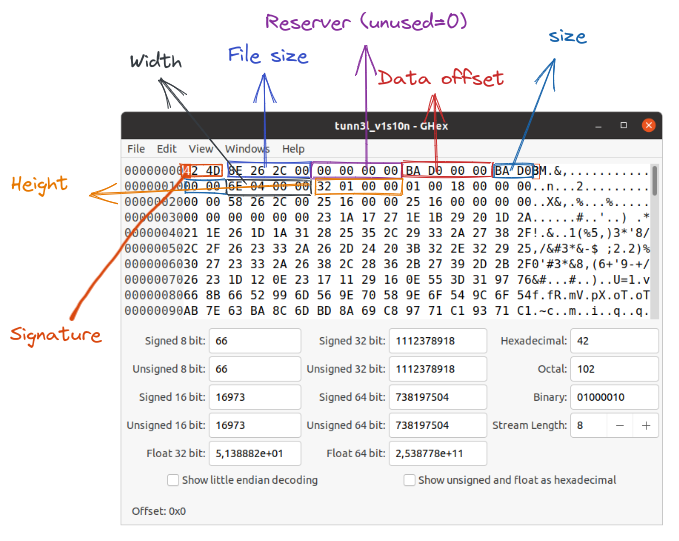 Reserver (unused=0)
Width
File size
Data offset
size
tunn3l_v1s10n - GHex
File Edit View Windows Help
00000000 42 4D 8E 26 2C 00 00 00 00 00 BA D0 00 00 BA D0 BM.&,...........
00000010 00 00 6E 04 00 00 32 01 00 00 01 00 18 00 00 00 ..n...2.........
00000020 00 00 58 26 2C 00 25 16 00 00 25 16 00 00 00 00 ..X&,.%...%.....
00000030 00 00 00 00 00 00 23 1A 17 27 1E 1B 29 20 1D 2A ......#..'..) .*
00000040 21 1E 26 1D 1A 31 28 25 35 2C 29 33 2A 27 38 2F !.&..1(%5,)3*'8/
00000050 2C 2F 26 23 33 2A 26 2D 24 20 3B 32 2E 32 29 25 ,/&#3*&-$ ;2.2)%
00000060 30 27 23 33 2A 26 38 2C 28 36 2B 27 39 2D 2B 2F 0'#3*&8,(6+'9-+/
00000070 26 23 1D 12 0E 23 17 11 29 16 0E 55 3D 31 97 76 &#...#..)..U=1.v
00000080 66 8B 66 52 99 6D 56 9E 70 58 9E 6F 54 9C 6F 54 f.fR.mV.pX.oT.oT
00000090 AB 7E 63 BA 8C 6D BD 8A 69 C8 97 71 C1 93 71 C1 .~c..m..i..q..q.
Height
Signature
Signed 8 bit: 66 Signed 32 bit: 1112378918 Hexadecimal: 42
Unsigned 8 bit: 66 Unsigned 32 bit: 1112378918 Octal: 102
Signed 16 bit: 16973 Signed 64 bit: 738197504 Binary: 01000010
Unsigned 16 bit: 16973 Unsigned 64 bit: 738197504 Stream Length: 8 − +
Float 32 bit: 5,138882e+01 Float 64 bit: 2,538778e+11
Show little endian decoding Show unsigned and float as hexadecimal
Offset: 0x0